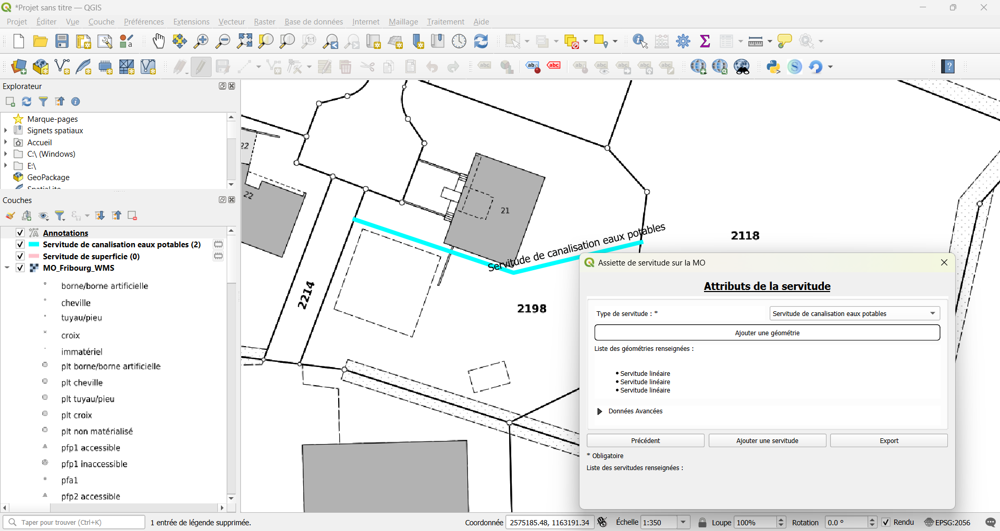 *Projet sans titre — QGIS
Projet Éditer Vue Couche Préférences Extensions Vecteur Raster Base de données Internet Maillage Traitement Aide
Explorateur
Marque-pages
Signets spatiaux
Accueil
C:\ (Windows)
E:\
GeoPackage
Couches
Annotations
Servitude de canalisation eaux potables (2)
Servitude de superficie (0)
MO_Fribourg_WMS
borne/borne artificielle
cheville
tuyau/pieu
croix
immatériel
plt borne/borne artificielle
plt cheville
plt tuyau/pieu
plt croix
plt non matérialisé
pfp1 accessible
pfp1 inaccessible
pfa1
pfp2 accessible
22
22
21
2214
2198
2118
Servitude de canalisation eaux potables
Assiette de servitude sur la MO
Attributs de la servitude
Type de servitude : * Servitude de canalisation eaux potables
Ajouter une géométrie
Liste des géométries renseignées :
• Servitude linéaire
• Servitude linéaire
• Servitude linéaire
Données Avancées
Précédent Ajouter une servitude Export
* Obligatoire
Liste des servitudes renseignées :
Taper pour trouver (Ctrl+K) 1 entrée de légende supprimée. Coordonnée 2575185.48, 1163191.34 Échelle 1:350 Loupe 100% Rotation 0.0 ° Rendu EPSG:2056